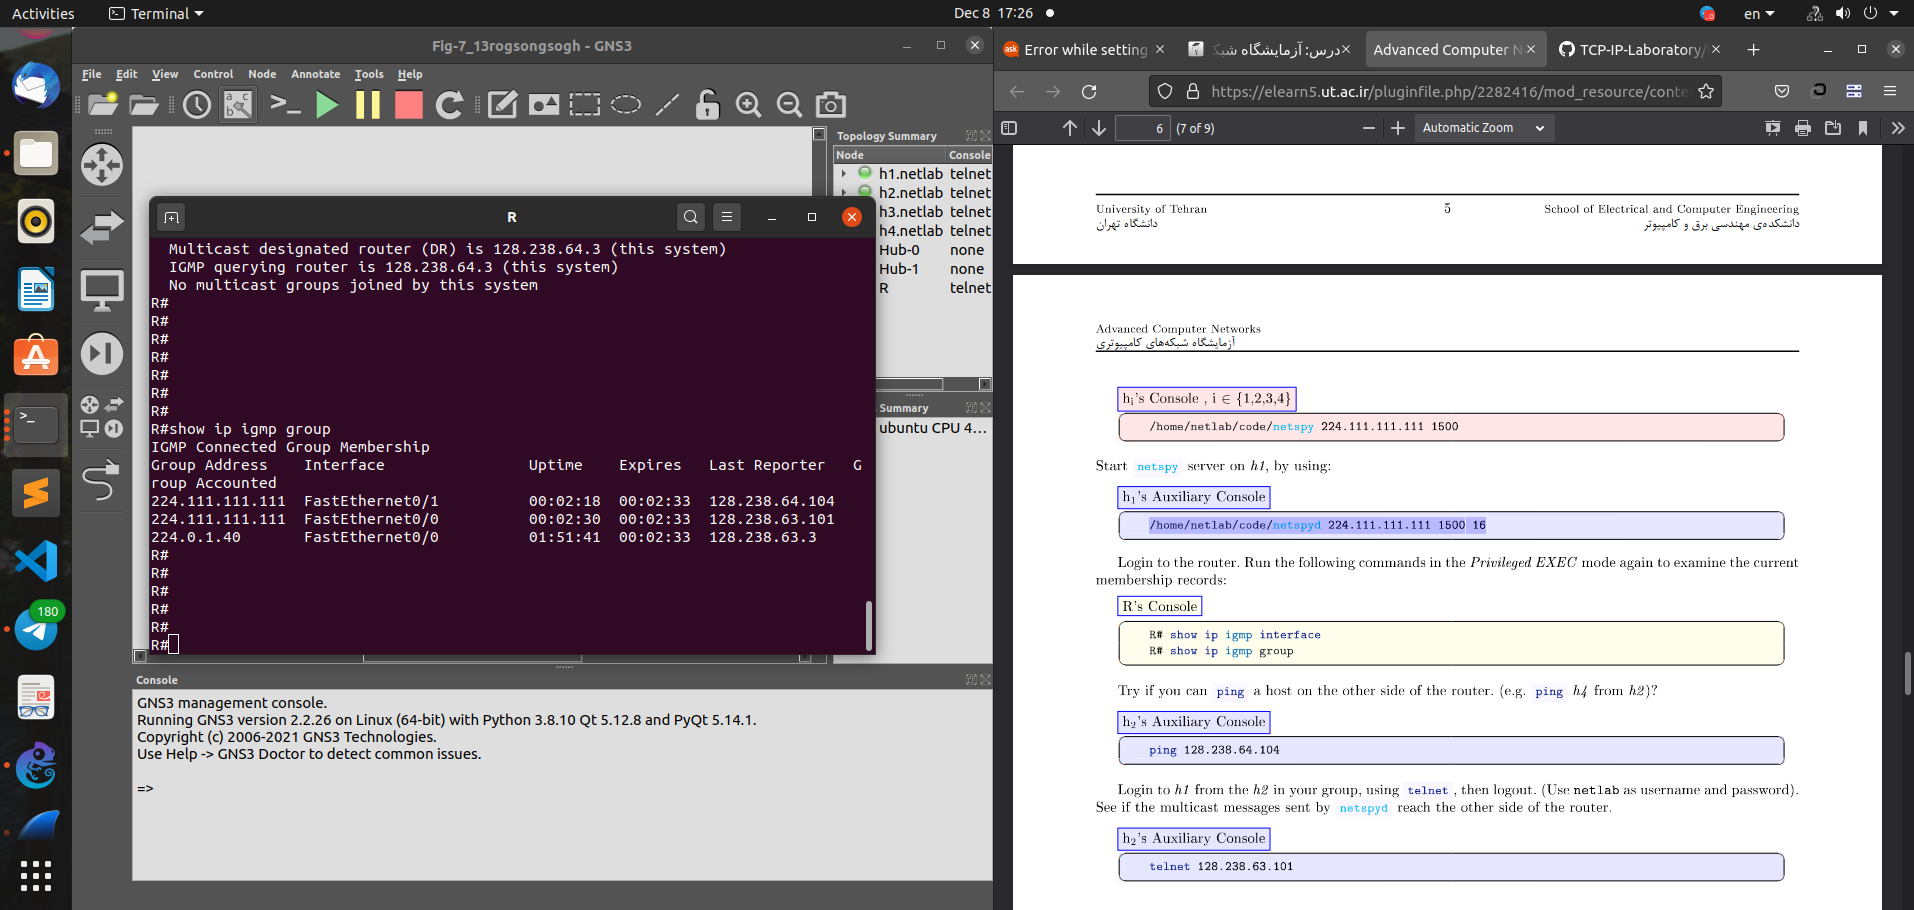 Activities
Terminal
Dec 8 17:26
en
Fig-7_13rogsongsogh - GNS3
File Edit View Control Node Annotate Tools Help
Topology Summary
Node Console
h1.netlab telnet
h2.netlab telnet
h3.netlab telnet
h4.netlab telnet
Hub-0 none
Hub-1 none
R telnet
Summary
ubuntu CPU 4...
R
Multicast designated router (DR) is 128.238.64.3 (this system)
IGMP querying router is 128.238.64.3 (this system)
No multicast groups joined by this system
R#
R#
R#
R#
R#
R#
R#
R#show ip igmp group
IGMP Connected Group Membership
Group Address Interface Uptime Expires Last Reporter G
roup Accounted
224.111.111.111 FastEthernet0/1 00:02:18 00:02:33 128.238.64.104
224.111.111.111 FastEthernet0/0 00:02:30 00:02:33 128.238.63.101
224.0.1.40 FastEthernet0/0 01:51:41 00:02:33 128.238.63.3
R#
R#
R#
R#
R#
R#
Console
GNS3 management console.
Running GNS3 version 2.2.26 on Linux (64-bit) with Python 3.8.10 Qt 5.12.8 and PyQt 5.14.1.
Copyright (c) 2006-2021 GNS3 Technologies.
Use Help -> GNS3 Doctor to detect common issues.
=>
180
Error while setting
درس: آزمایشگاه شبک
Advanced Computer N
TCP-IP-Laboratory/
https://elearn5.ut.ac.ir/pluginfile.php/2282416/mod_resource/conte
6 (7 of 9)
Automatic Zoom
University of Tehran 5 School of Electrical and Computer Engineering
دانشگاه تهران دانشکده‌ی مهندسی برق و کامپیوتر
Advanced Computer Networks
آزمایشگاه شبکه‌های کامپیوتری
hi's Console , i ∈ {1,2,3,4}
/home/netlab/code/netspy 224.111.111.111 1500
Start netspy server on h1, by using:
h1's Auxiliary Console
/home/netlab/code/netspyd 224.111.111.111 1500 16
Login to the router. Run the following commands in the Privileged EXEC mode again to examine the current
membership records:
R's Console
R# show ip igmp interface
R# show ip igmp group
Try if you can ping a host on the other side of the router. (e.g. ping h4 from h2)?
h2's Auxiliary Console
ping 128.238.64.104
Login to h1 from the h2 in your group, using telnet , then logout. (Use netlab as username and password).
See if the multicast messages sent by netspyd reach the other side of the router.
h2's Auxiliary Console
telnet 128.238.63.101